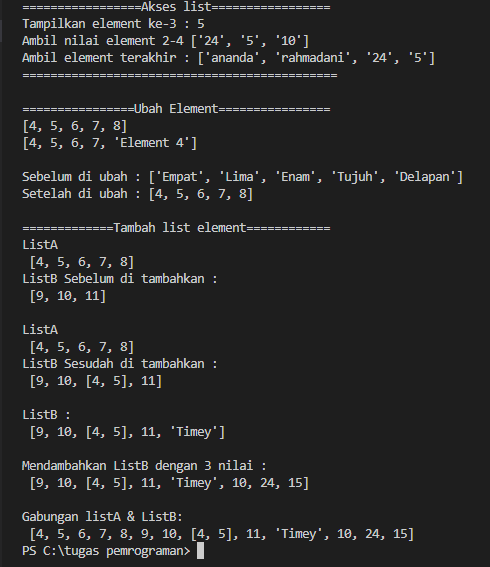 =================Akses list=================
Tampilkan element ke-3 : 5
Ambil nilai element 2-4 ['24', '5', '10']
Ambil element terakhir : ['ananda', 'rahmadani', '24', '5']
=============================================
================Ubah Element================
[4, 5, 6, 7, 8]
[4, 5, 6, 7, 'Element 4']
Sebelum di ubah : ['Empat', 'Lima', 'Enam', 'Tujuh', 'Delapan']
Setelah di ubah : [4, 5, 6, 7, 8]
=============Tambah list element============
ListA
[4, 5, 6, 7, 8]
ListB Sebelum di tambahkan :
[9, 10, 11]
ListA
[4, 5, 6, 7, 8]
ListB Sesudah di tambahkan :
[9, 10, [4, 5], 11]
ListB :
[9, 10, [4, 5], 11, 'Timey']
Mendambahkan ListB dengan 3 nilai :
[9, 10, [4, 5], 11, 'Timey', 10, 24, 15]
Gabungan listA & ListB:
[4, 5, 6, 7, 8, 9, 10, [4, 5], 11, 'Timey', 10, 24, 15]
PS C:\tugas pemrograman>